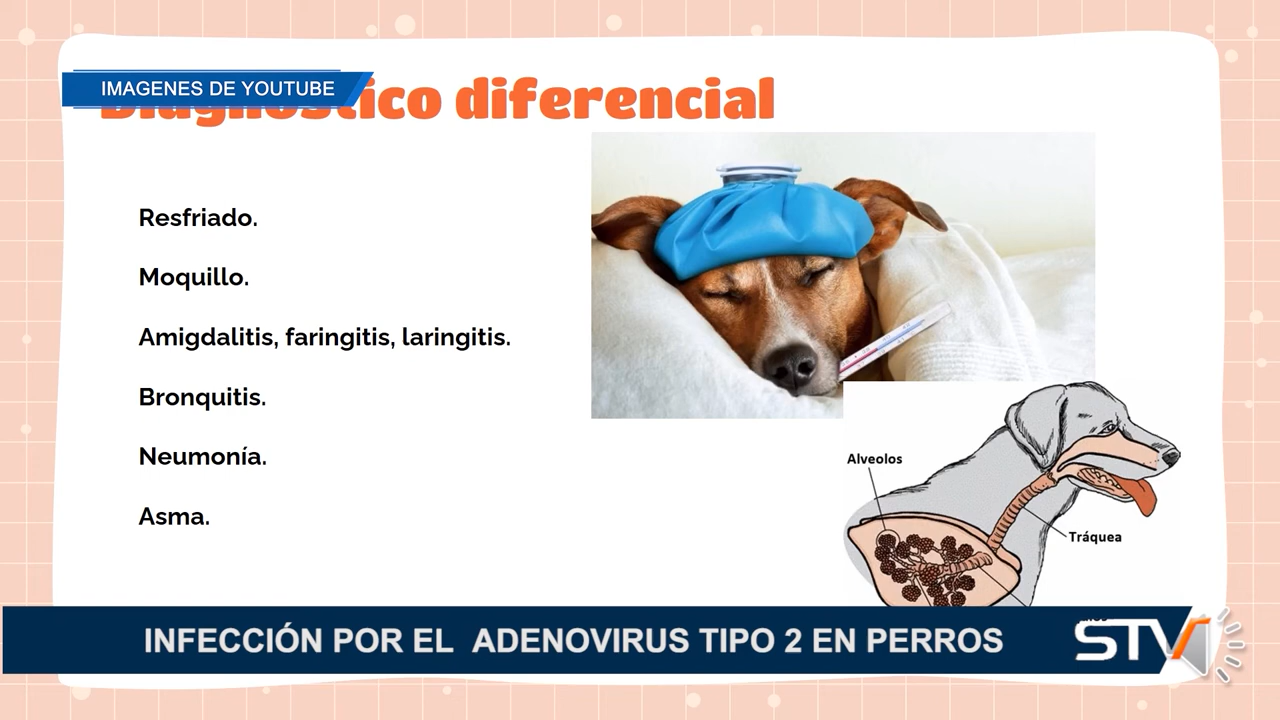 IMAGENES DE YOUTUBE
Diagnóstico diferencial
Resfriado.
Moquillo.
Amigdalitis, faringitis, laringitis.
Bronquitis.
Neumonía.
Asma.
Alveolos
Tráquea
INFECCIÓN POR EL ADENOVIRUS TIPO 2 EN PERROS
STV